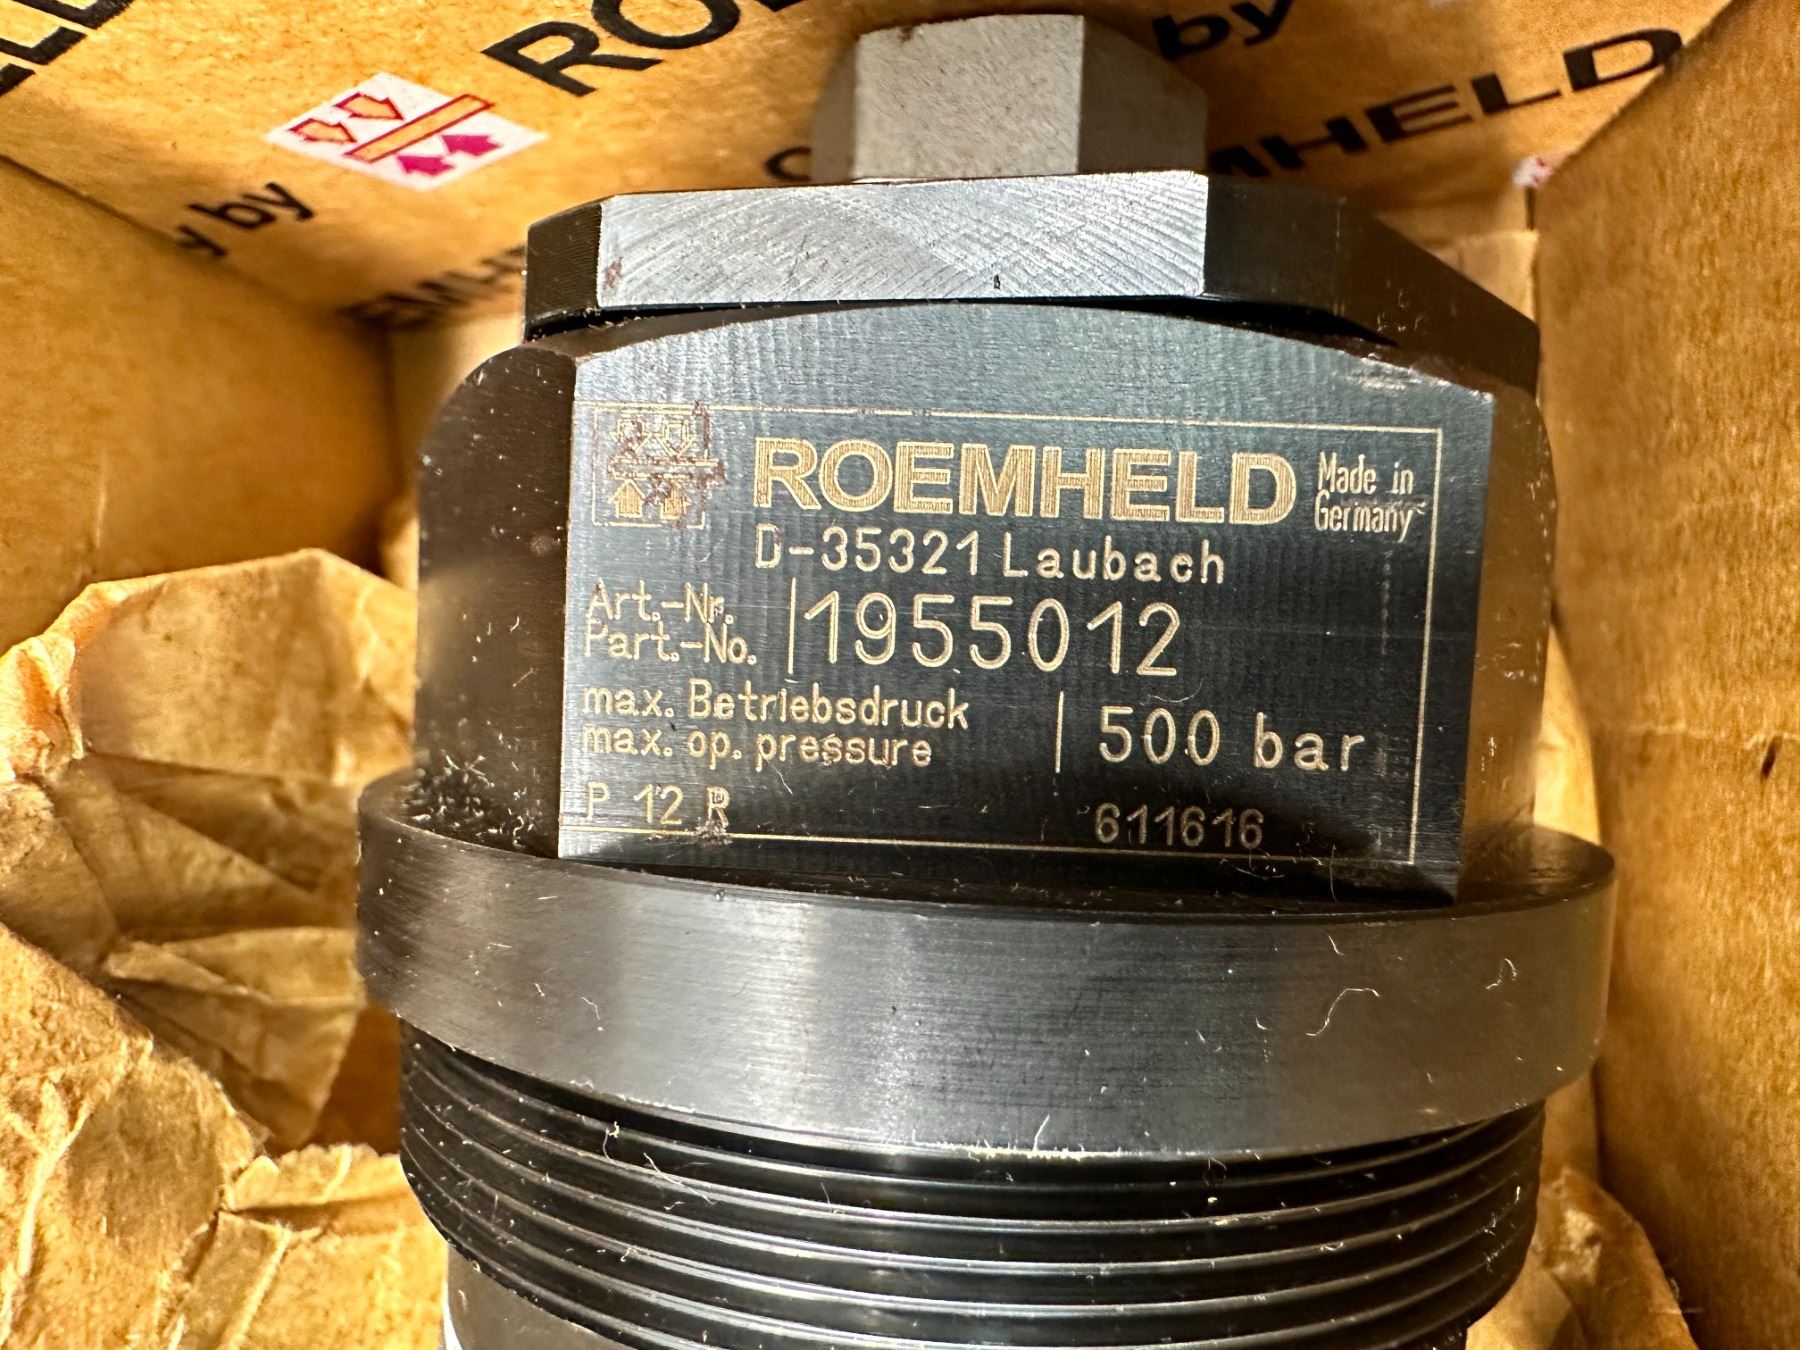 by
ROEMHELD
Made in
Germany
D-35321 Laubach
Art.-Nr.
Part.-No.
1955012
max. Betriebsdruck
max. op. pressure
500 bar
P 12 R
611616